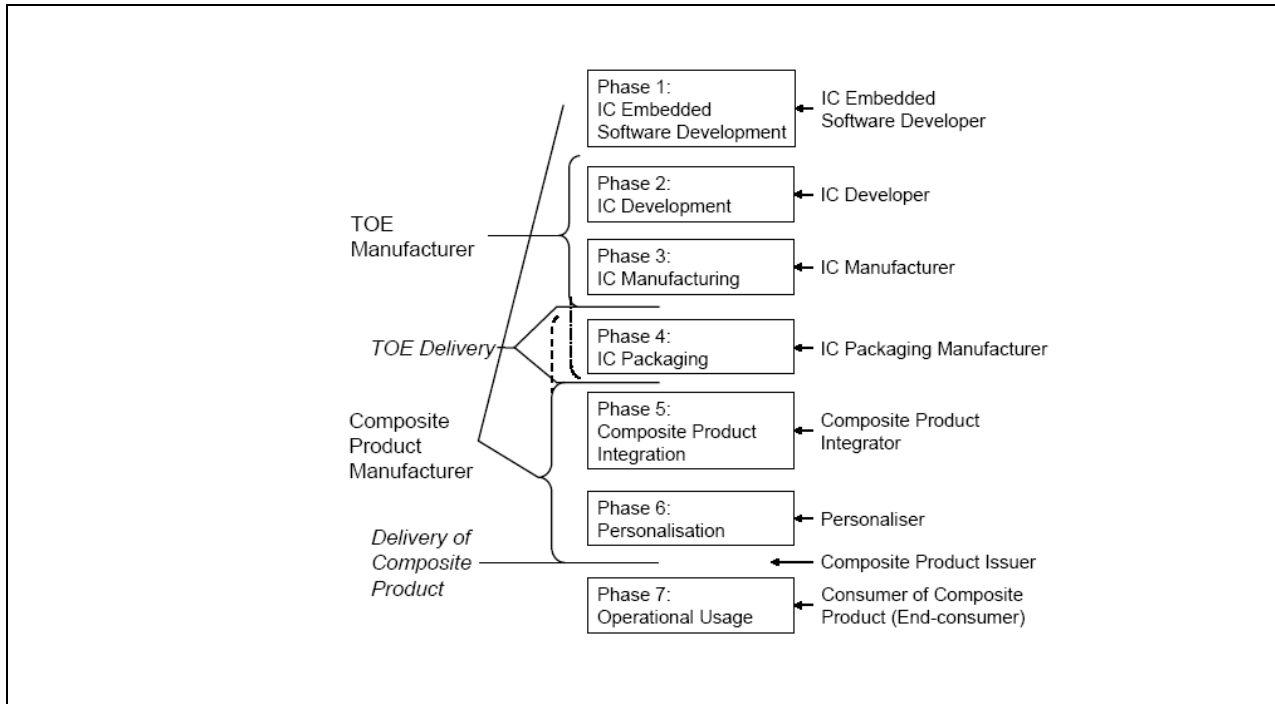 Phase 1:
IC Embedded
Software Development
IC Embedded
Software Developer
Phase 2:
IC Development
IC Developer
TOE
Manufacturer
Phase 3:
IC Manufacturing
IC Manufacturer
TOE Delivery
Phase 4:
IC Packaging
IC Packaging Manufacturer
Composite
Product
Manufacturer
Phase 5:
Composite Product
Integration
Composite Product
Integrator
Phase 6:
Personalisation
Personaliser
Delivery of
Composite
Product
Composite Product Issuer
Phase 7:
Operational Usage
Consumer of Composite
Product (End-consumer)